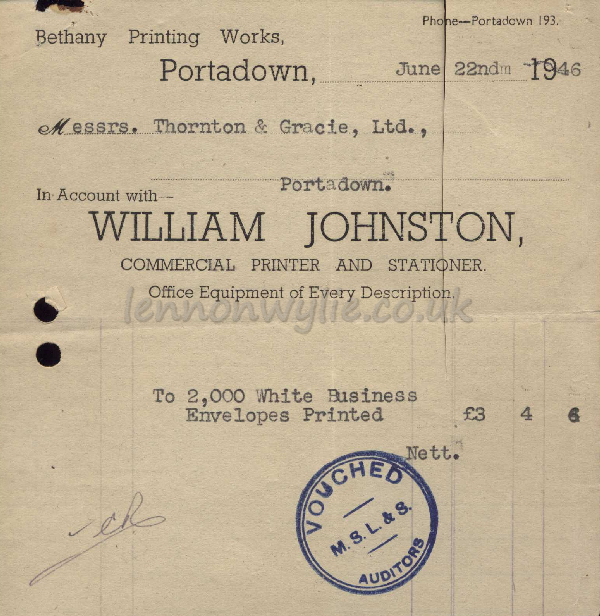 Phone—Portadown 193.
Bethany Printing Works,
Portadown, June 22nd 1946
Messrs. Thornton & Gracie, Ltd.,
Portadown.
In Account with—
WILLIAM JOHNSTON,
COMMERCIAL PRINTER AND STATIONER.
Office Equipment of Every Description.
lennonwylie.co.uk
To 2,000 White Business
Envelopes Printed £3 4 6
Nett.
VOUCHED
M. S. L. & S.
AUDITORS